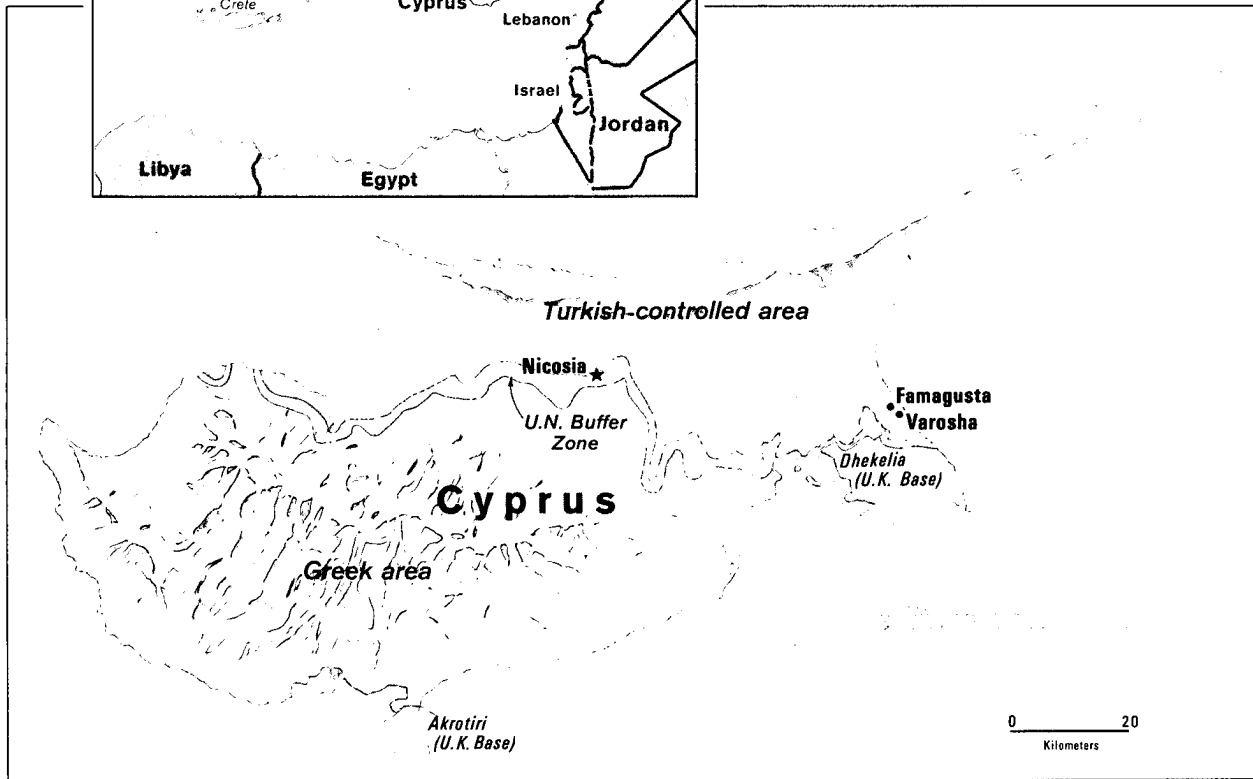 Crete
Cyprus
Lebanon
Israel
Jordan
Libya
Egypt
Turkish-controlled area
Nicosia
Famagusta
Varosha
U.N. Buffer
Zone
Dhekelia
(U.K. Base)
Cyprus
Greek area
Akrotiri
(U.K. Base)
0 20
Kilometers